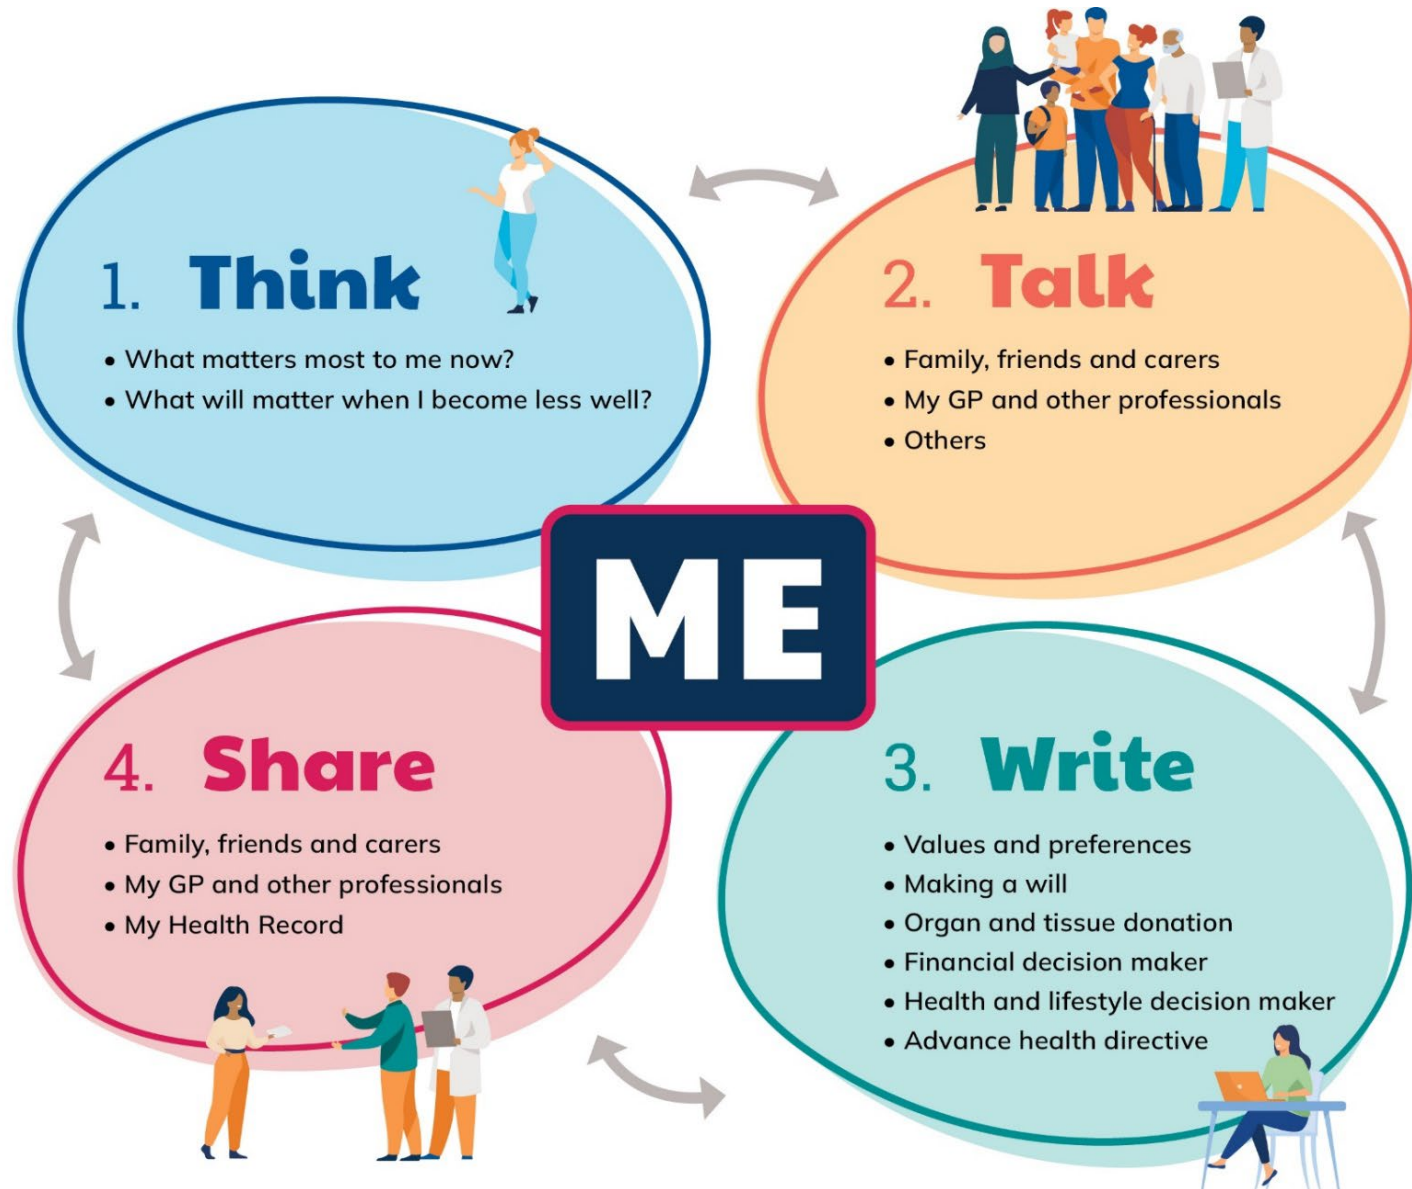 1. Think
• What matters most to me now?
• What will matter when I become less well?
2. Talk
• Family, friends and carers
• My GP and other professionals
• Others
ME
3. Write
• Values and preferences
• Making a will
• Organ and tissue donation
• Financial decision maker
• Health and lifestyle decision maker
• Advance health directive
4. Share
• Family, friends and carers
• My GP and other professionals
• My Health Record